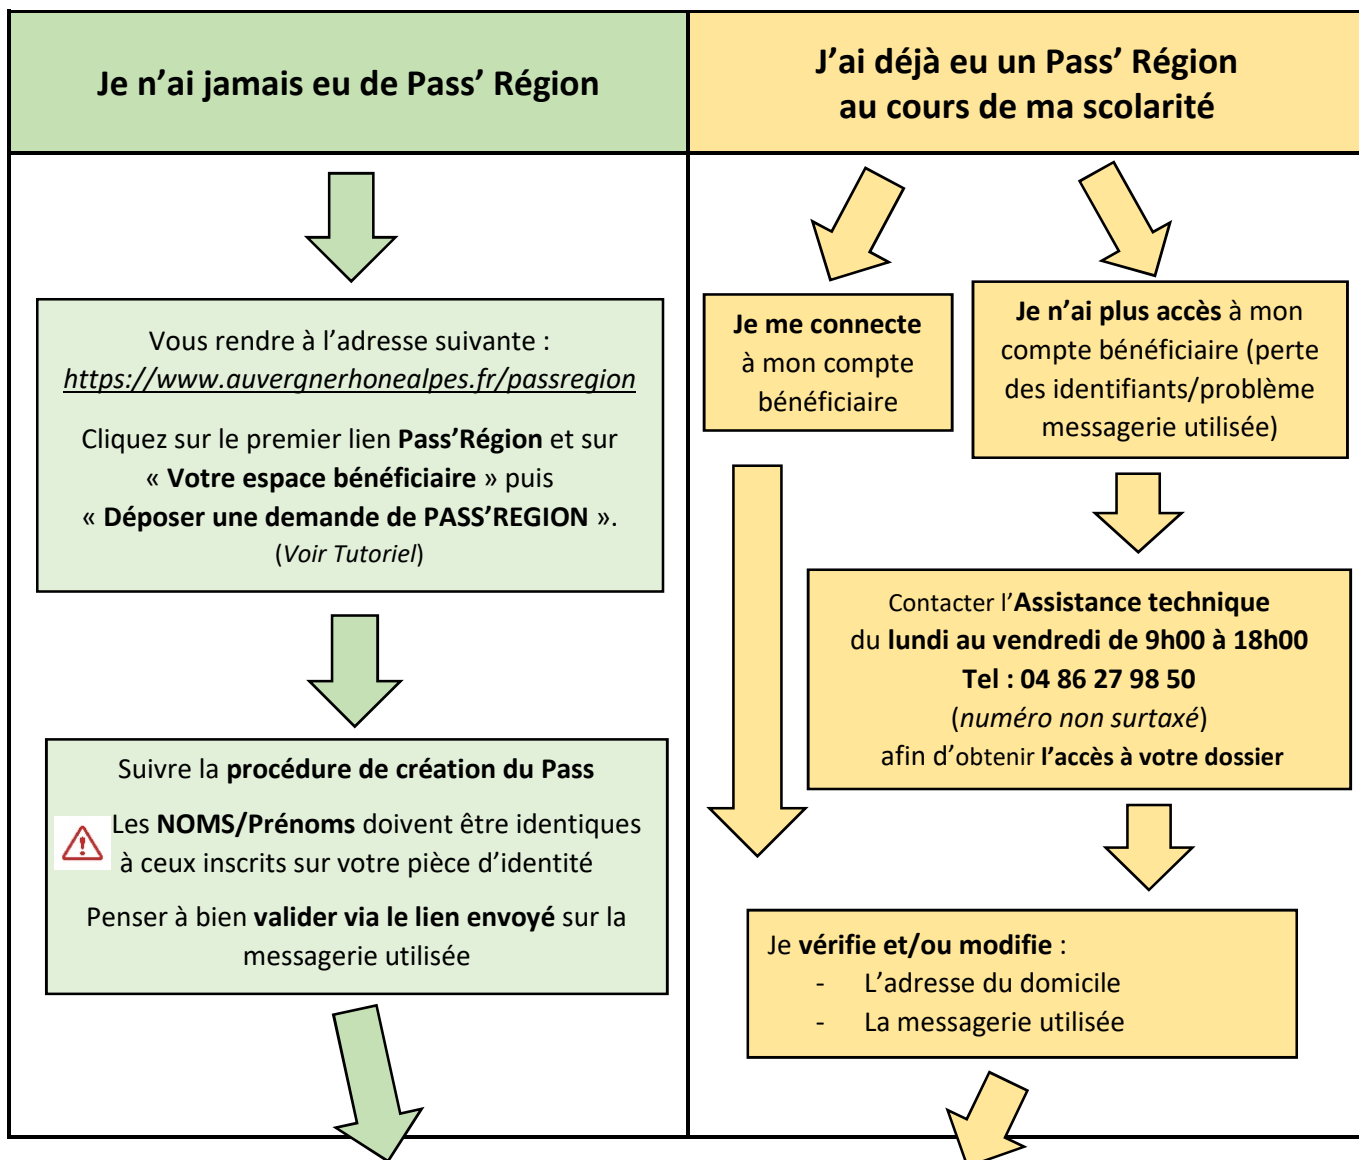 Je n'ai jamais eu de Pass' Région
J'ai déjà eu un Pass' Région
au cours de ma scolarité
Vous rendre à l'adresse suivante :
https://www.auvergnerhonealpes.fr/passregion
Cliquez sur le premier lien Pass'Région et sur
« Votre espace bénéficiaire » puis
« Déposer une demande de PASS'REGION ».
(Voir Tutoriel)
Suivre la procédure de création du Pass
Les NOMS/Prénoms doivent être identiques
à ceux inscrits sur votre pièce d'identité
Penser à bien valider via le lien envoyé sur la
messagerie utilisée
Je me connecte
à mon compte
bénéficiaire
Je n'ai plus accès à mon
compte bénéficiaire (perte
des identifiants/problème
messagerie utilisée)
Contacter l'Assistance technique
du lundi au vendredi de 9h00 à 18h00
Tel : 04 86 27 98 50
(numéro non surtaxé)
afin d'obtenir l'accès à votre dossier
Je vérifie et/ou modifie :
- L'adresse du domicile
- La messagerie utilisée